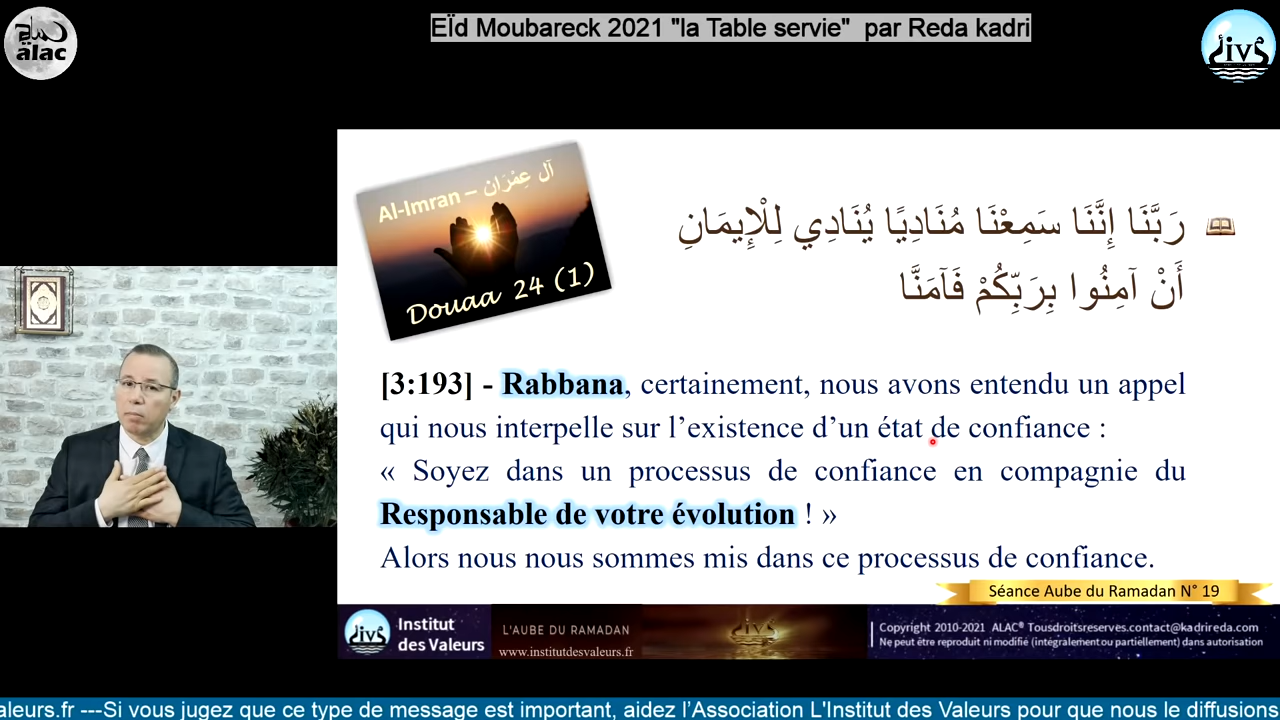 EÏd Moubareck 2021 "la Table servie" par Reda kadri
صلح
älac
ivs
Al-Imran – آل عِمْرَان
Douaa 24 (1)
رَبَّنَا إِنَّنَا سَمِعْنَا مُنَادِيًا يُنَادِي لِلْإِيمَانِ
أَنْ آمِنُوا بِرَبِّكُمْ فَآمَنَّا
[3:193] - Rabbana, certainement, nous avons entendu un appel
qui nous interpelle sur l’existence d’un état de confiance :
« Soyez dans un processus de confiance en compagnie du
Responsable de votre évolution ! »
Alors nous nous sommes mis dans ce processus de confiance.
Séance Aube du Ramadan N° 19
Institut
des Valeurs
L'AUBE DU RAMADAN
www.institutdesvaleurs.fr
Copyright 2010-2021 ALAC® Tousdroitsreserves.contact@kadrireda.com
Ne peut être reproduit ni modifié (intégralement ou partiellement) dans autorisation
aleurs.fr ---Si vous jugez que ce type de message est important, aidez l’Association L'Institut des Valeurs pour que nous le diffusions